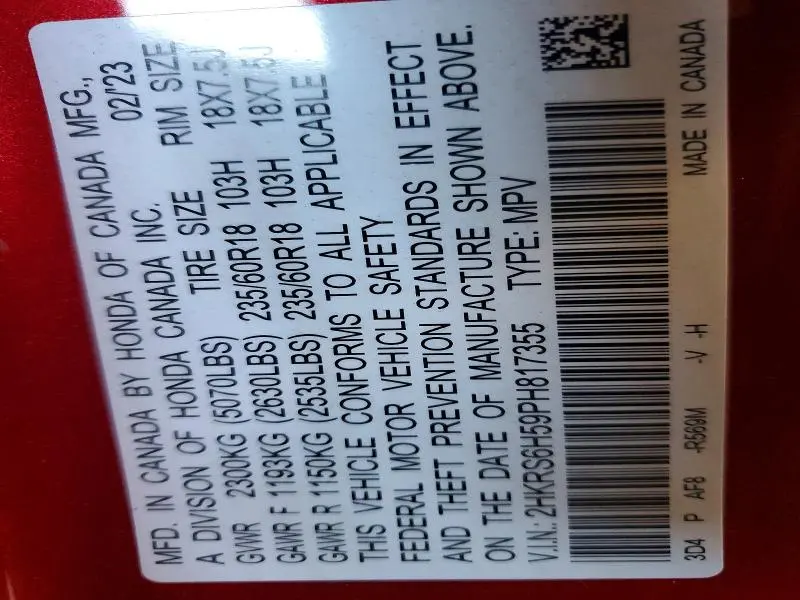 MFD. IN CANADA BY HONDA OF CANADA MFG.,
A DIVISION OF HONDA CANADA INC. 02/'23
TIRE SIZE RIM SIZE
GVWR 2300KG (5070LBS)
GAWR F 1193KG (2630LBS) 235/60R18 103H 18X7.5J
GAWR R 1150KG (2535LBS) 235/60R18 103H 18X7.5J
THIS VEHICLE CONFORMS TO ALL APPLICABLE
FEDERAL MOTOR VEHICLE SAFETY
AND THEFT PREVENTION STANDARDS IN EFFECT
ON THE DATE OF MANUFACTURE SHOWN ABOVE.
V.I.N.: 2HKRS6H59PH817355 TYPE: MPV
3D4 P AF8 -R569M -V -H MADE IN CANADA